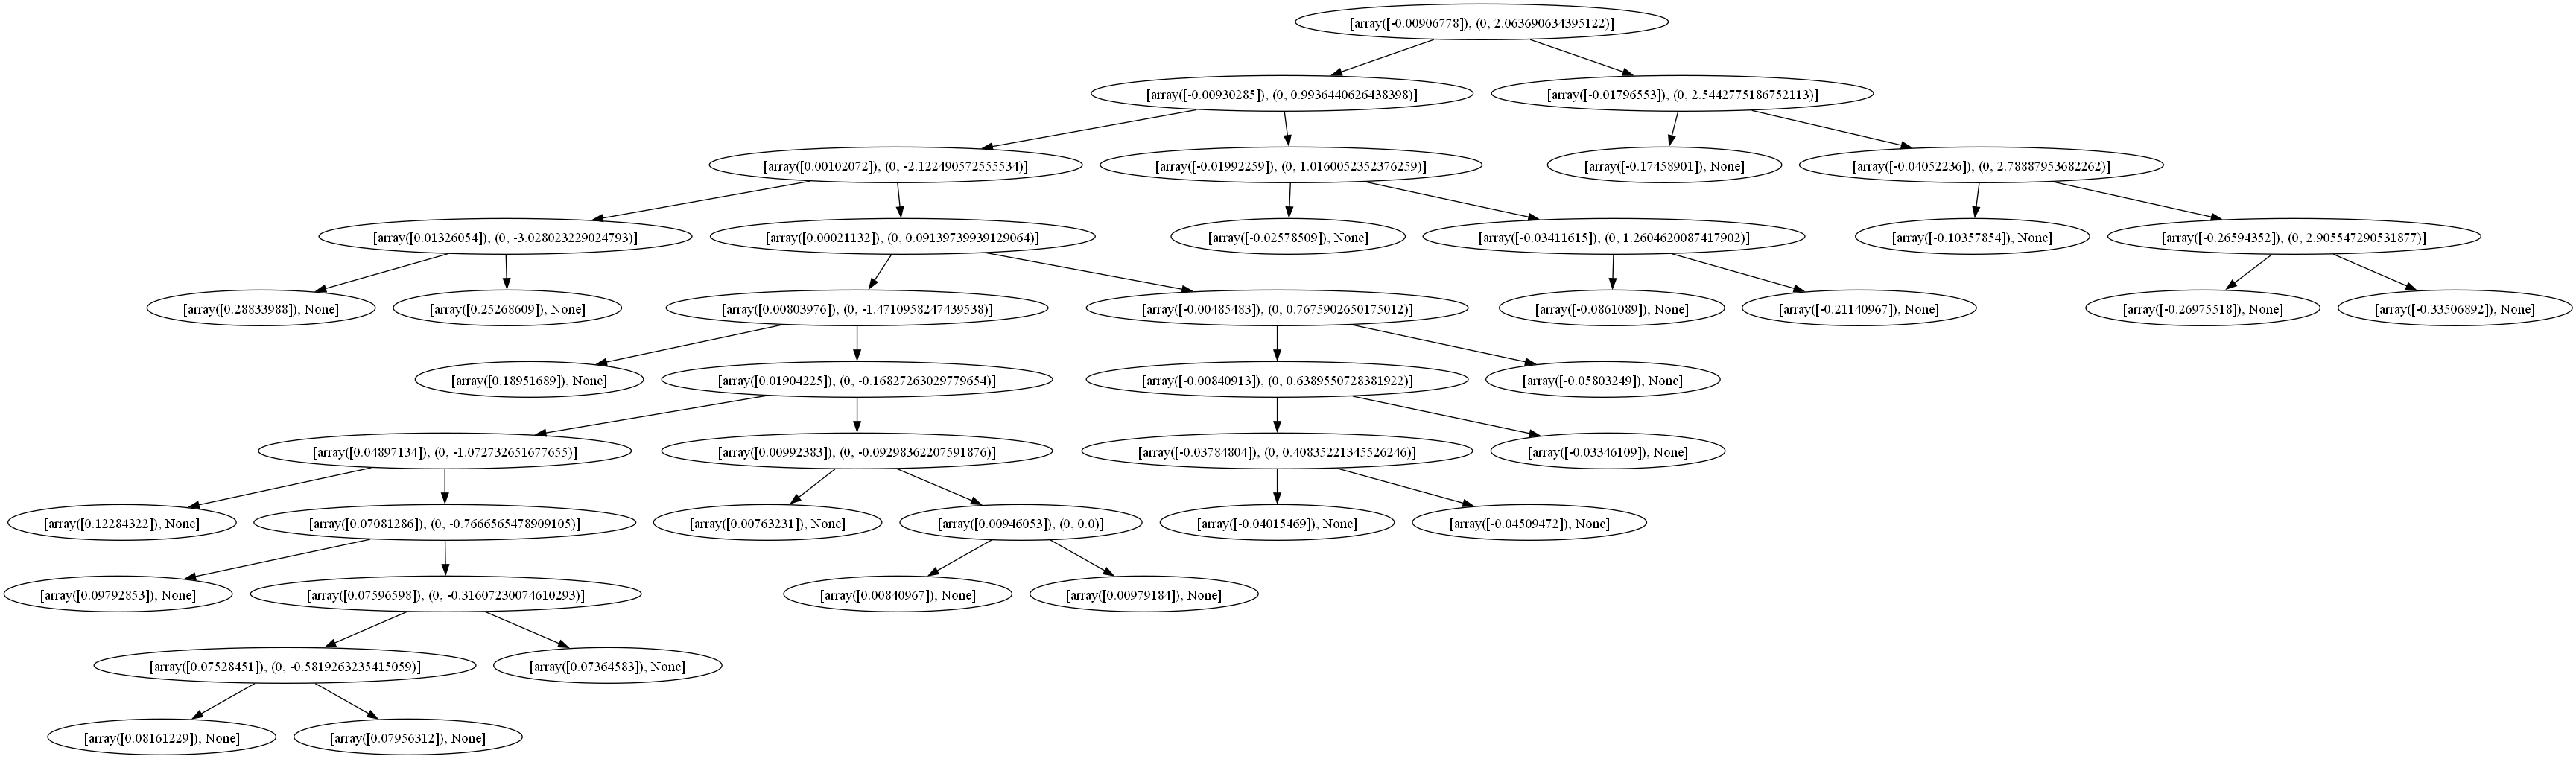 [array([-0.00906778]), (0, 2.063690634395122)]
[array([-0.00930285]), (0, 0.9936440626438398)]
[array([-0.01796553]), (0, 2.5442775186752113)]
[array([0.00102072]), (0, -2.122490572555534)]
[array([-0.01992259]), (0, 1.0160052352376259)]
[array([-0.17458901]), None]
[array([-0.04052236]), (0, 2.78887953682262)]
[array([0.01326054]), (0, -3.028023229024793)]
[array([0.00021132]), (0, 0.09139739939129064)]
[array([-0.02578509]), None]
[array([-0.03411615]), (0, 1.2604620087417902)]
[array([-0.10357854]), None]
[array([-0.26594352]), (0, 2.905547290531877)]
[array([0.28833988]), None]
[array([0.25268609]), None]
[array([0.00803976]), (0, -1.4710958247439538)]
[array([-0.00485483]), (0, 0.7675902650175012)]
[array([-0.0861089]), None]
[array([-0.21140967]), None]
[array([-0.26975518]), None]
[array([-0.33506892]), None]
[array([0.18951689]), None]
[array([0.01904225]), (0, -0.16827263029779654)]
[array([-0.00840913]), (0, 0.6389550728381922)]
[array([-0.05803249]), None]
[array([0.04897134]), (0, -1.072732651677655)]
[array([0.00992383]), (0, -0.09298362207591876)]
[array([-0.03784804]), (0, 0.40835221345526246)]
[array([-0.03346109]), None]
[array([0.12284322]), None]
[array([0.07081286]), (0, -0.7666565478909105)]
[array([0.00763231]), None]
[array([0.00946053]), (0, 0.0)]
[array([-0.04015469]), None]
[array([-0.04509472]), None]
[array([0.09792853]), None]
[array([0.07596598]), (0, -0.31607230074610293)]
[array([0.00840967]), None]
[array([0.00979184]), None]
[array([0.07528451]), (0, -0.5819263235415059)]
[array([0.07364583]), None]
[array([0.08161229]), None]
[array([0.07956312]), None]